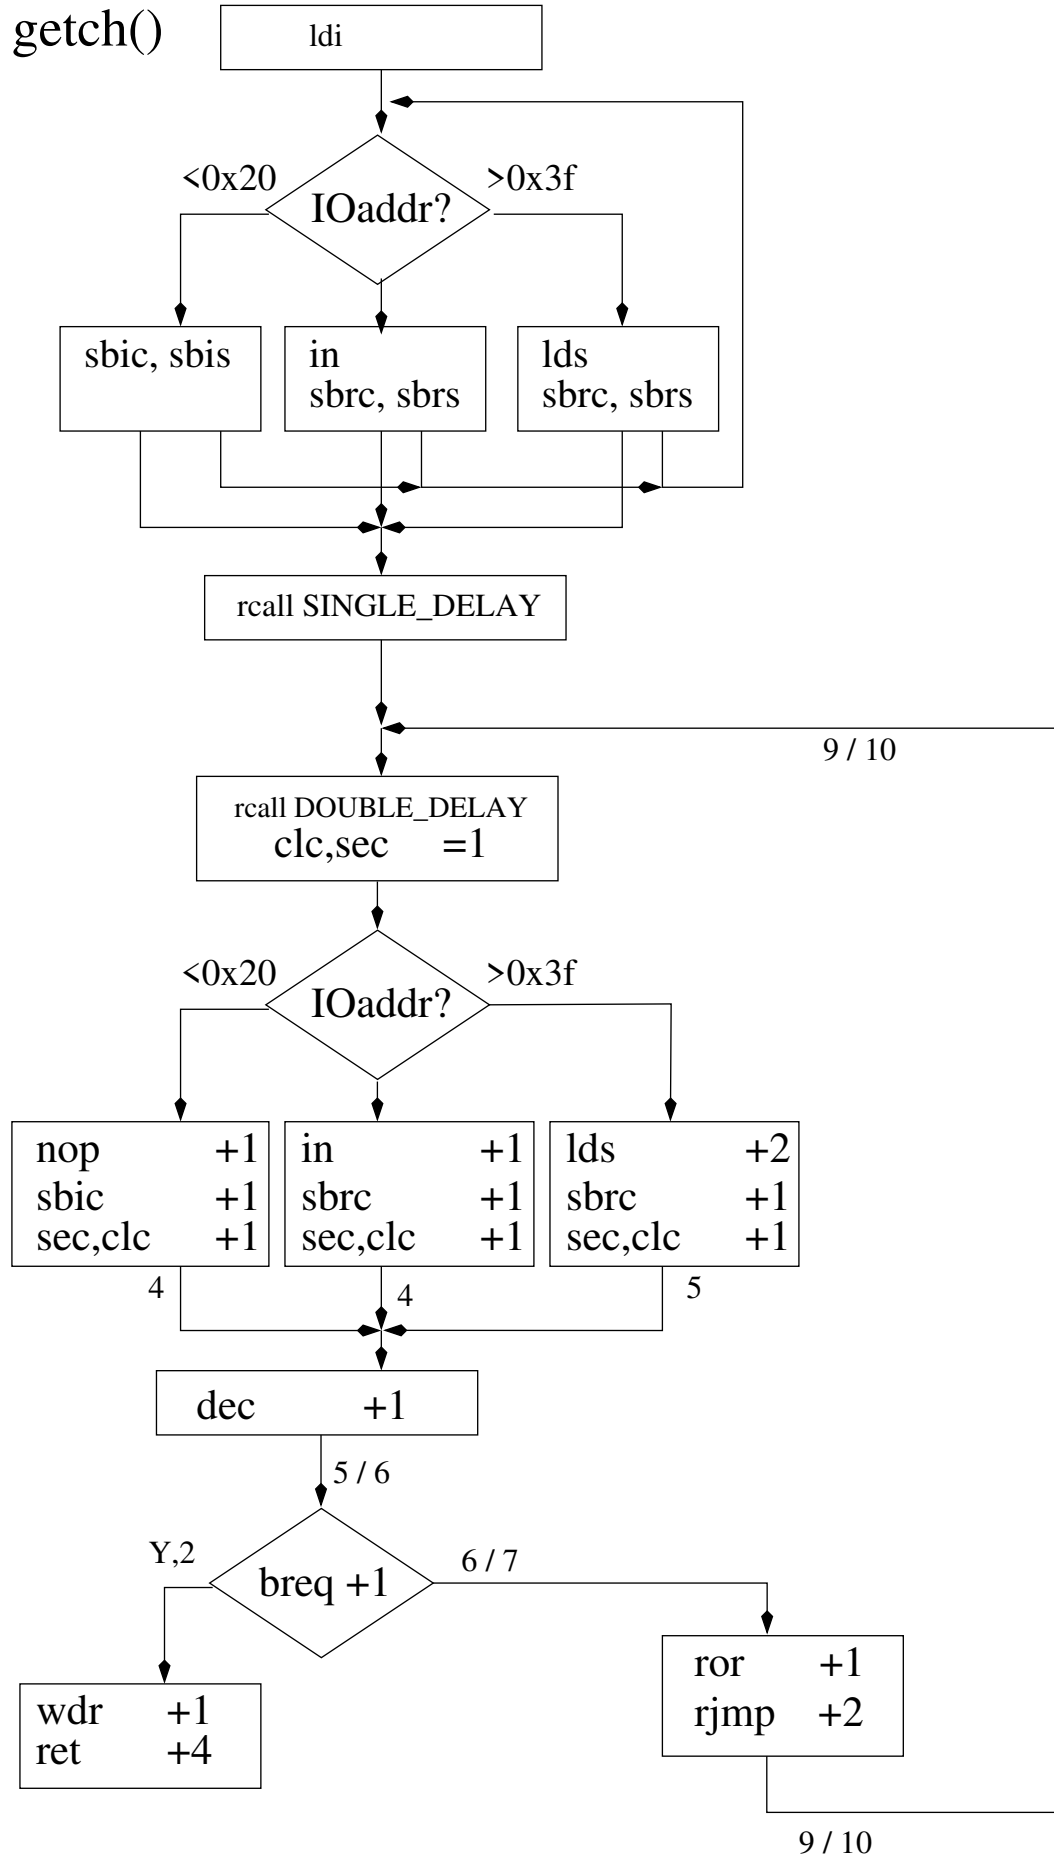 getch()
ldi
<0x20
>0x3f
IOaddr?
sbic, sbis
in
sbrc, sbrs
lds
sbrc, sbrs
rcall SINGLE_DELAY
9 / 10
rcall DOUBLE_DELAY
clc,sec =1
<0x20
>0x3f
IOaddr?
nop +1
sbic +1
sec,clc +1
in +1
sbrc +1
sec,clc +1
lds +2
sbrc +1
sec,clc +1
4
4
5
dec +1
5 / 6
Y,2
breq +1
6 / 7
wdr +1
ret +4
ror +1
rjmp +2
9 / 10